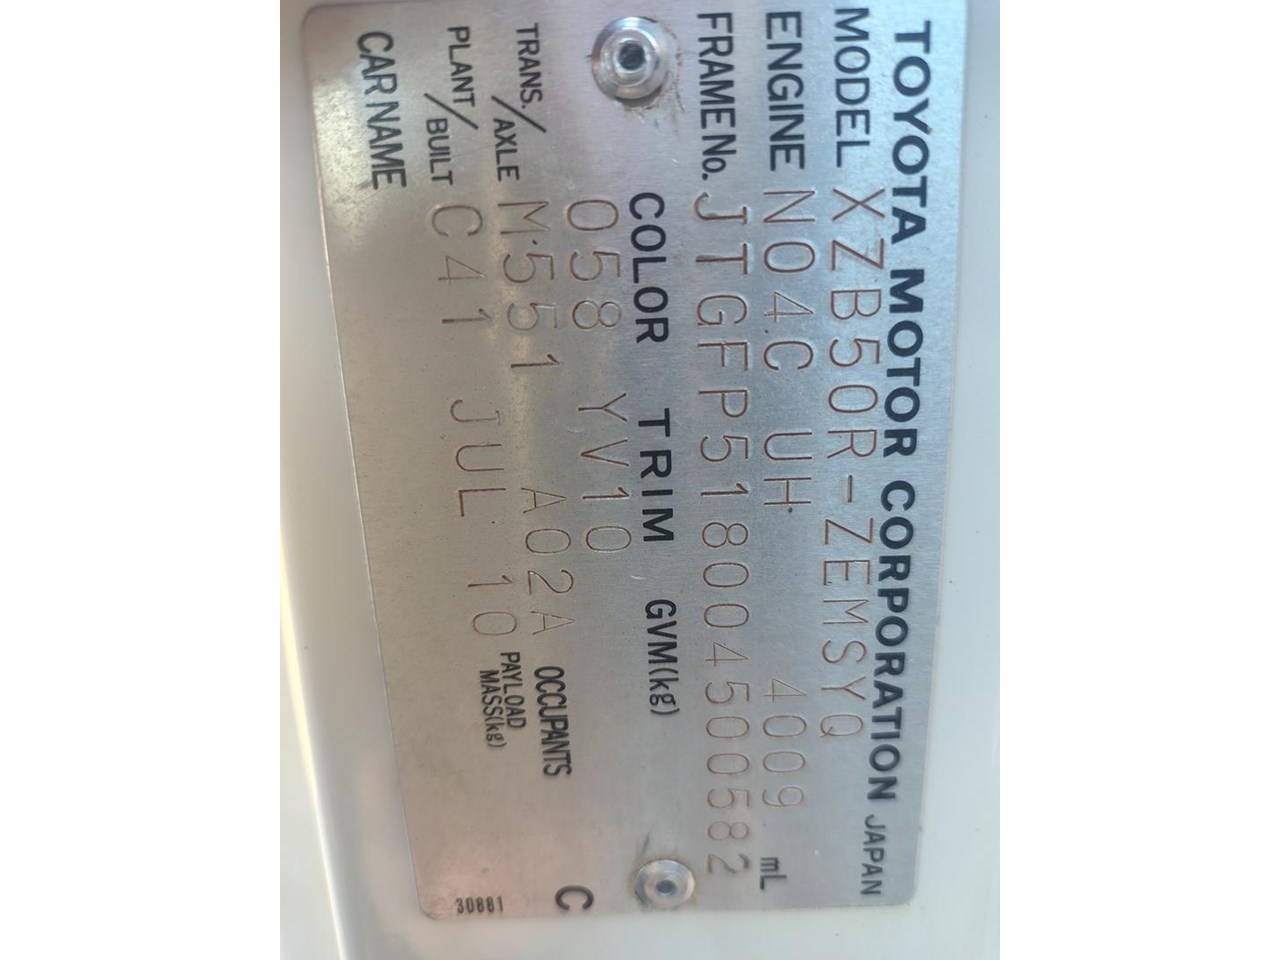 TOYOTA MOTOR CORPORATION JAPAN
MODEL XZB50R-ZEMSYQ
ENGINE N04C UH 4009 mL
FRAME No. JTGFP518004500582
COLOR TRIM GVM(kg)
058 YV10
TRANS./AXLE M551 A02A OCCUPANTS
PLANT/BUILT C41 JUL 10 PAYLOAD MASS(kg)
CAR NAME
C
30881